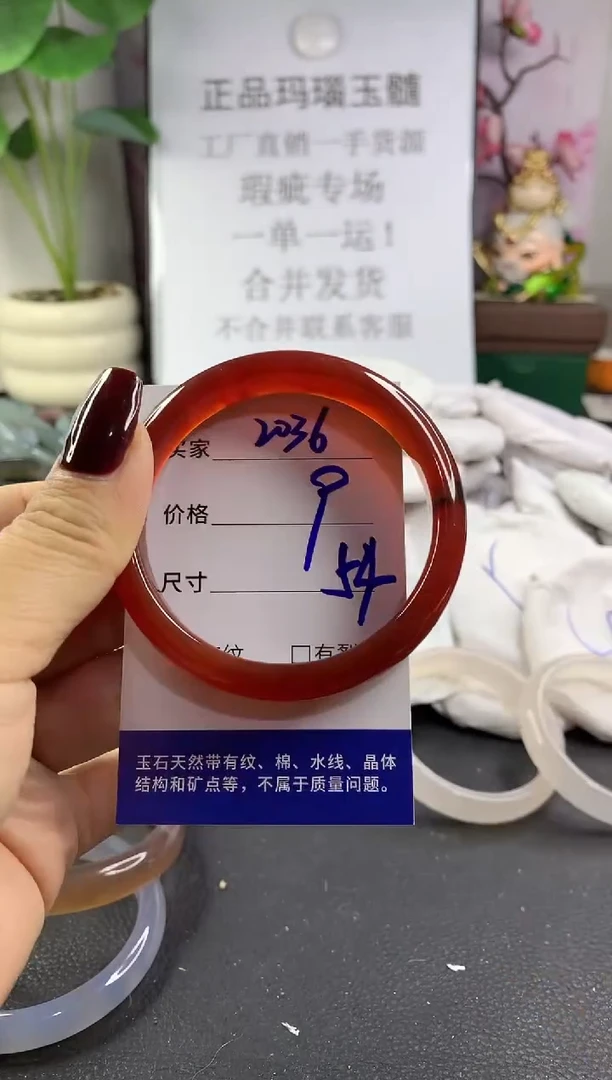 正品玛瑙玉髓
工厂直销一手货源
瑕疵专场
一单一运！
合并发货
不合并联系客服
买家 2036
价格 9
尺寸 54
纹 □有裂
玉石天然带有纹、棉、水线、晶体
结构和矿点等，不属于质量问题。